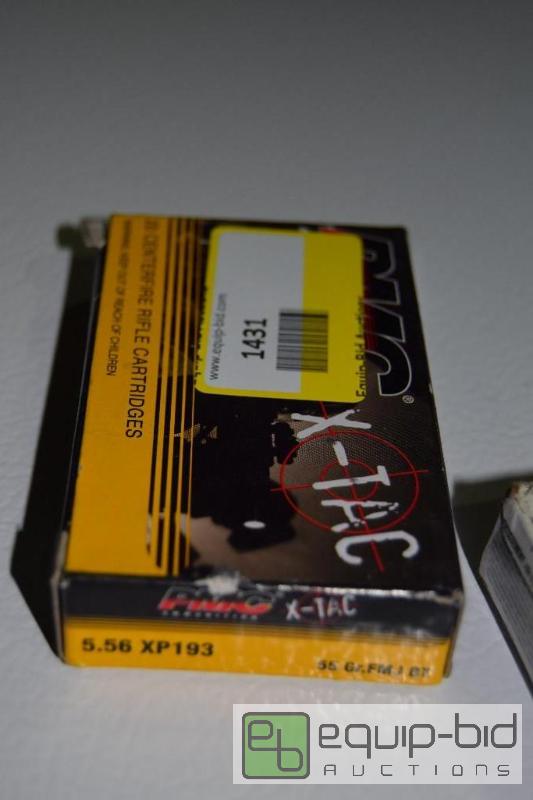 20 CENTERFIRE RIFLE CARTRIDGES
WARNING: KEEP OUT OF REACH OF CHILDREN
www.equip-bid.com
1431
Equip-Bid Auctions
PMC
®
X-TAC
PMC
AMMUNITION
X-TAC
5.56 XP193
55 Gr. FMJ BT
eb equip-bid
AUCTIONS